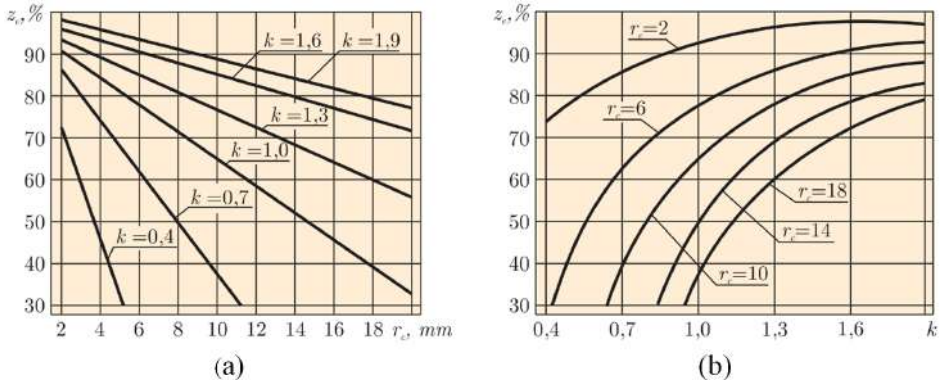 z_c, %
90
80
70
60
50
40
30
2 4 6 8 10 12 14 16 18 r_c, mm
k=1,6
k=1,9
k=1,3
k=1,0
k=0,7
k=0,4
(a)
z_c, %
90
80
70
60
50
40
30
0,4 0,7 1,0 1,3 1,6 k
r_c=2
r_c=6
r_c=18
r_c=14
r_c=10
(b)